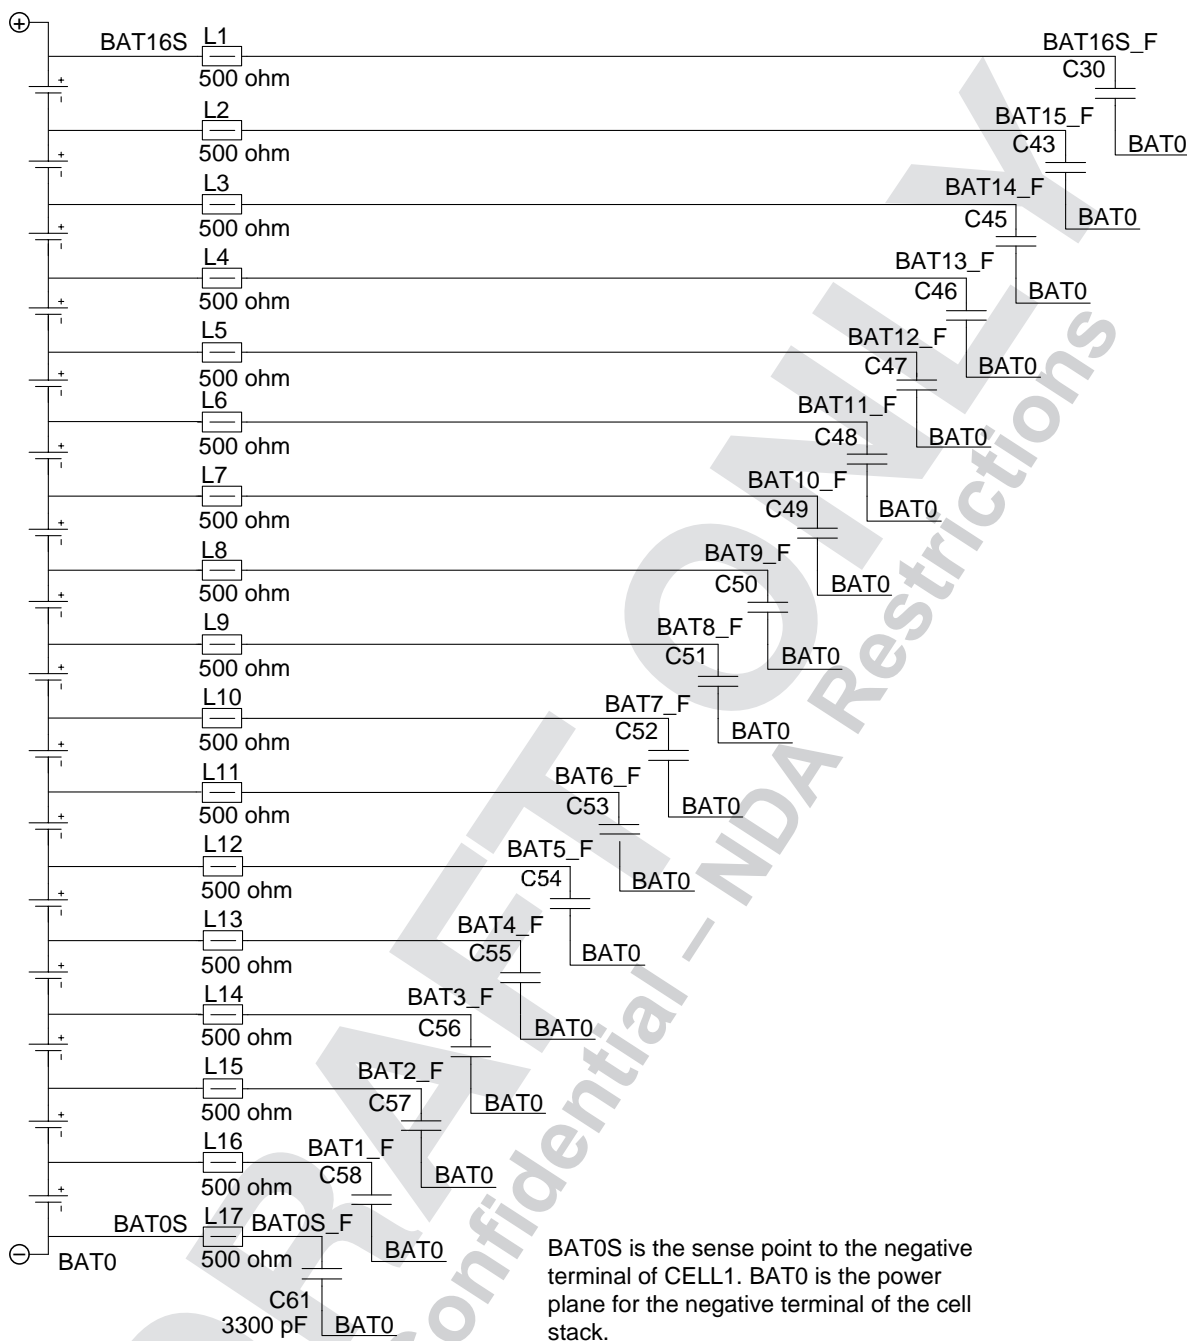 BAT16S L1 BAT16S_F
500 ohm C30
BAT0
L2 BAT15_F
500 ohm C43
BAT0
L3 BAT14_F
500 ohm C45
BAT0
L4 BAT13_F
500 ohm C46
BAT0
L5 BAT12_F
500 ohm C47
BAT0
L6 BAT11_F
500 ohm C48
BAT0
L7 BAT10_F
500 ohm C49
BAT0
L8 BAT9_F
500 ohm C50
BAT0
L9 BAT8_F
500 ohm C51
BAT0
L10 BAT7_F
500 ohm C52
BAT0
L11 BAT6_F
500 ohm C53
BAT0
L12 BAT5_F
500 ohm C54
BAT0
L13 BAT4_F
500 ohm C55
BAT0
L14 BAT3_F
500 ohm C56
BAT0
L15 BAT2_F
500 ohm C57
BAT0
L16 BAT1_F
500 ohm C58
BAT0
BAT0S L17 BAT0S_F
BAT0 500 ohm
C61
3300 pF BAT0
BAT0S is the sense point to the negative
terminal of CELL1. BAT0 is the power
plane for the negative terminal of the cell
stack.
DRAFT ONLY
Confidential – NDA Restrictions